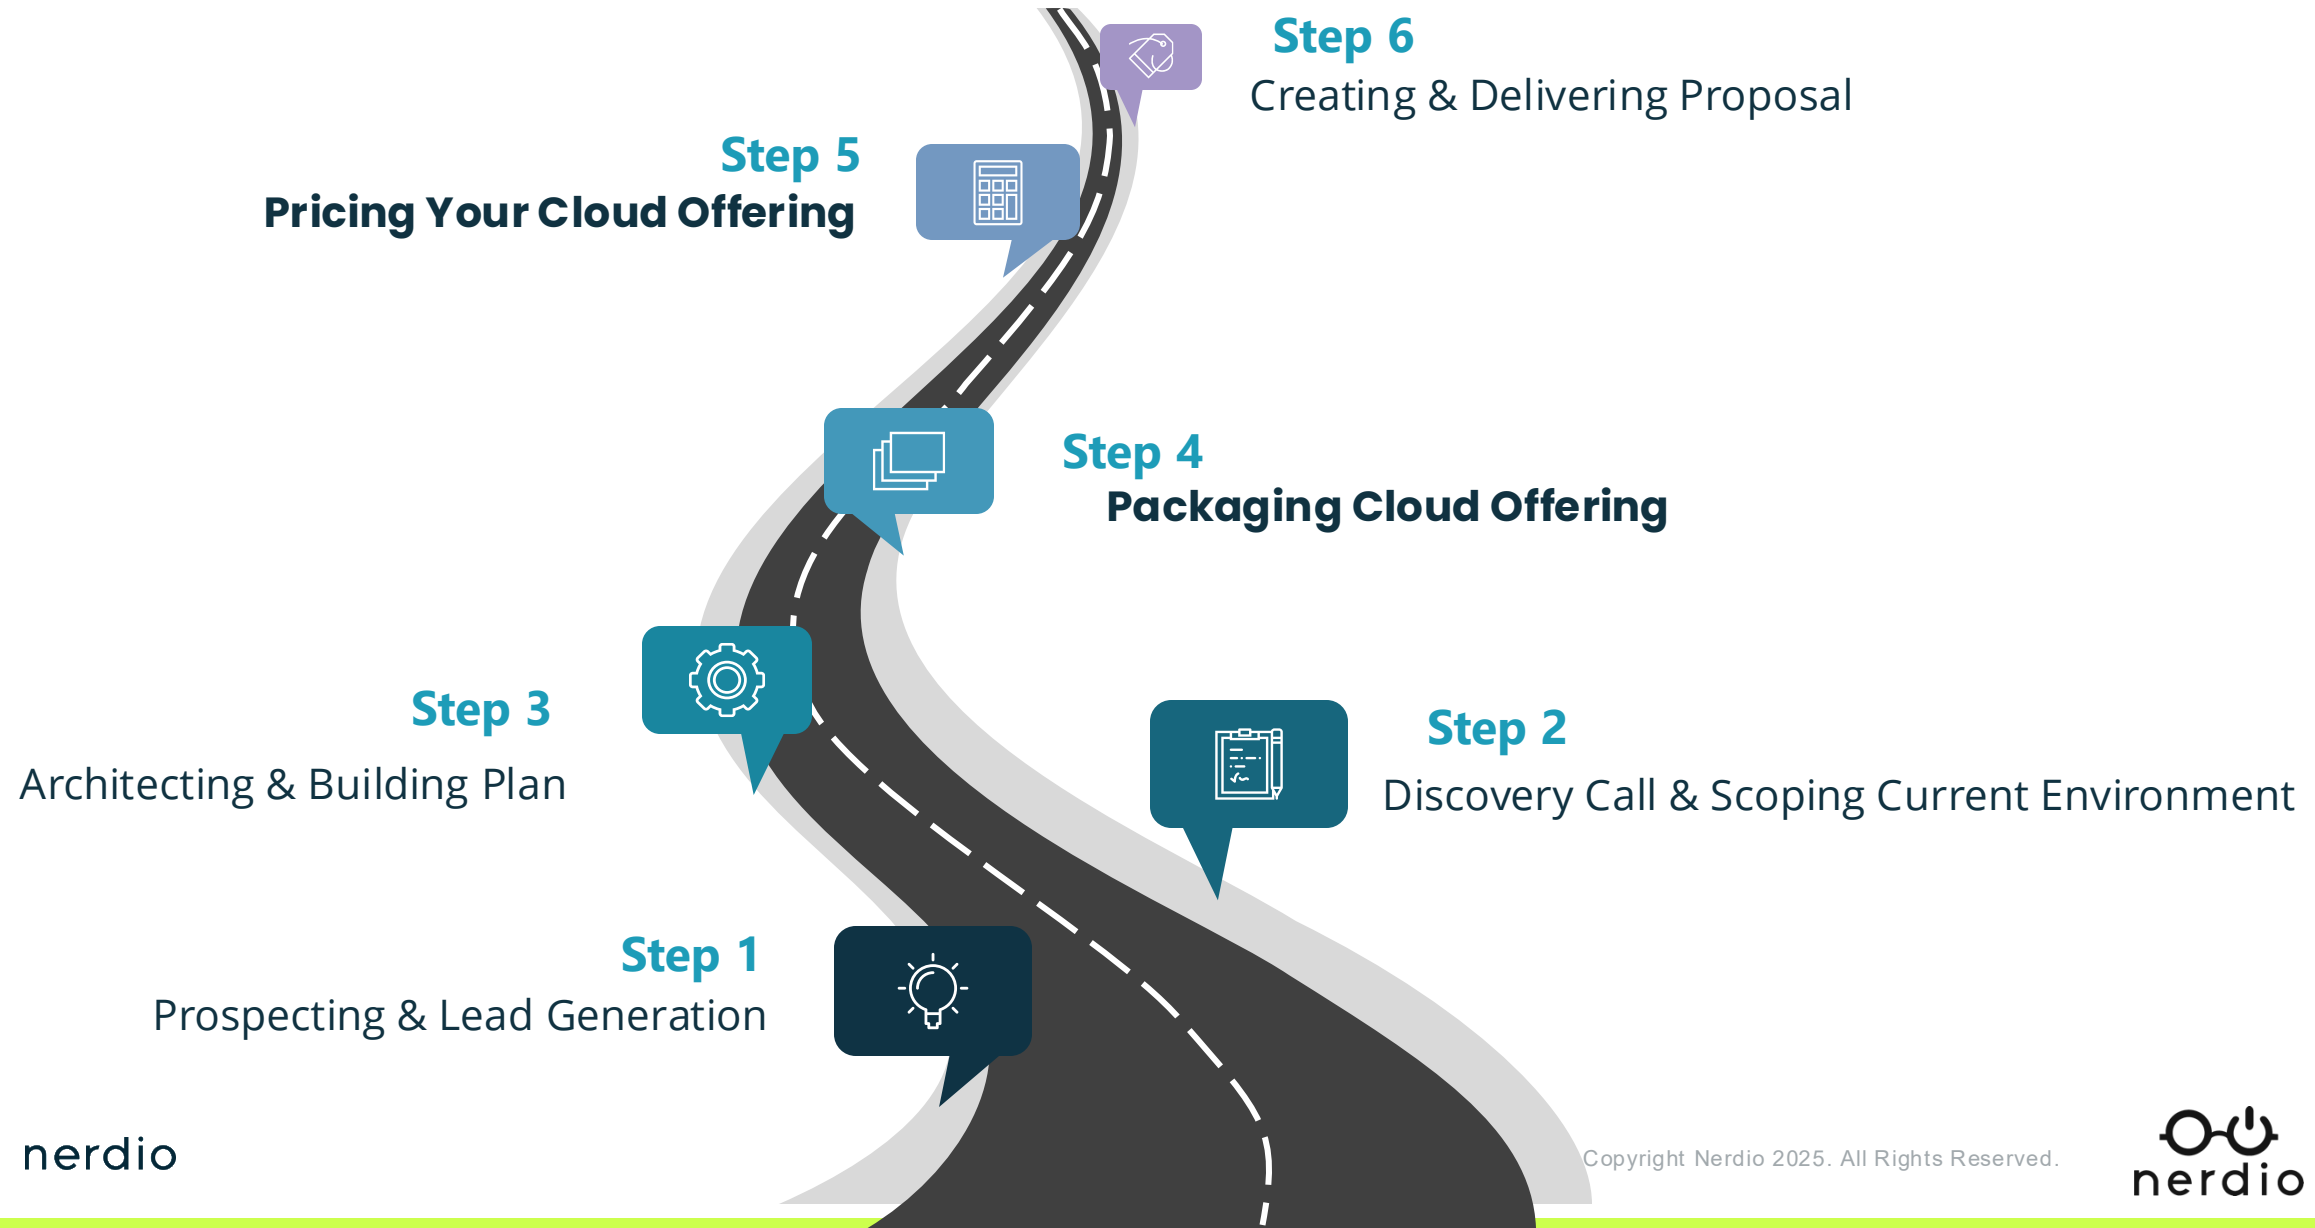 Step 6
Creating & Delivering Proposal
Step 5
Pricing Your Cloud Offering
Step 4
Packaging Cloud Offering
Step 3
Architecting & Building Plan
Step 2
Discovery Call & Scoping Current Environment
Step 1
Prospecting & Lead Generation
nerdio
Copyright Nerdio 2025. All Rights Reserved.
nerdio